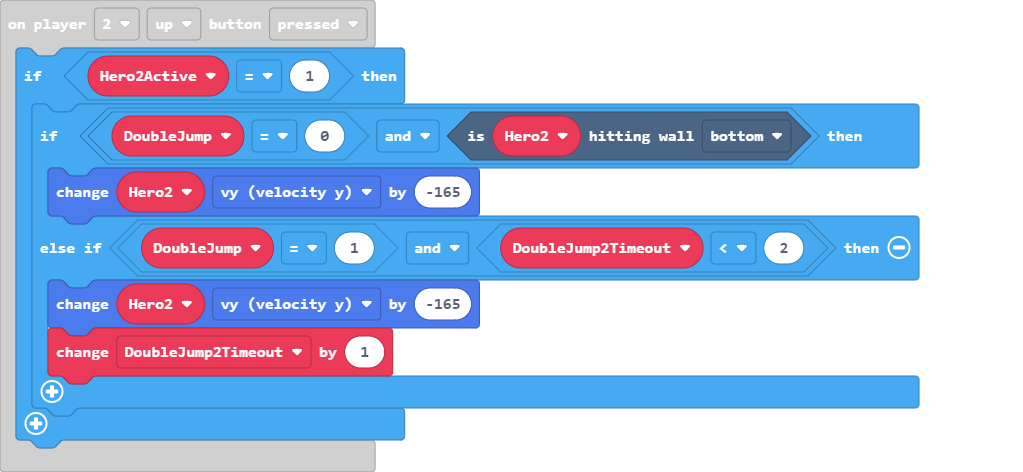 on player 2 up button pressed
if Hero2Active = 1 then
if DoubleJump = 0 and is Hero2 hitting wall bottom then
change Hero2 vy (velocity y) by -165
else if DoubleJump = 1 and DoubleJump2Timeout < 2 then
change Hero2 vy (velocity y) by -165
change DoubleJump2Timeout by 1